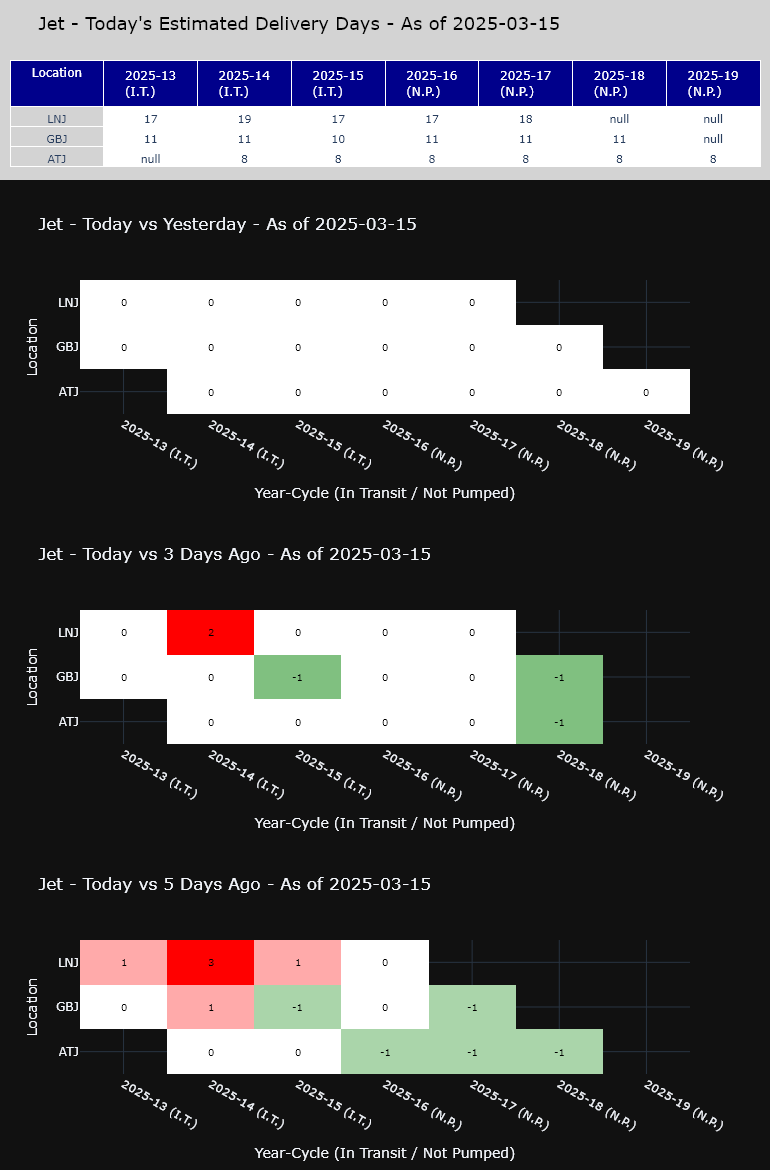 Jet - Today's Estimated Delivery Days - As of 2025-03-15
Location 2025-13 (I.T.) 2025-14 (I.T.) 2025-15 (I.T.) 2025-16 (N.P.) 2025-17 (N.P.) 2025-18 (N.P.) 2025-19 (N.P.)
LNJ 17 19 17 17 18 null null
GBJ 11 11 10 11 11 11 null
ATJ null 8 8 8 8 8 8
Jet - Today vs Yesterday - As of 2025-03-15
Location
LNJ 0 0 0 0 0
GBJ 0 0 0 0 0 0
ATJ 0 0 0 0 0 0
2025-13 (I.T.) 2025-14 (I.T.) 2025-15 (I.T.) 2025-16 (N.P.) 2025-17 (N.P.) 2025-18 (N.P.) 2025-19 (N.P.)
Year-Cycle (In Transit / Not Pumped)
Jet - Today vs 3 Days Ago - As of 2025-03-15
Location
LNJ 0 2 0 0 0
GBJ 0 0 -1 0 0 -1
ATJ 0 0 0 0 -1
2025-13 (I.T.) 2025-14 (I.T.) 2025-15 (I.T.) 2025-16 (N.P.) 2025-17 (N.P.) 2025-18 (N.P.) 2025-19 (N.P.)
Year-Cycle (In Transit / Not Pumped)
Jet - Today vs 5 Days Ago - As of 2025-03-15
Location
LNJ 1 3 1 0
GBJ 0 1 -1 0 -1
ATJ 0 0 -1 -1 -1
2025-13 (I.T.) 2025-14 (I.T.) 2025-15 (I.T.) 2025-16 (N.P.) 2025-17 (N.P.) 2025-18 (N.P.) 2025-19 (N.P.)
Year-Cycle (In Transit / Not Pumped)